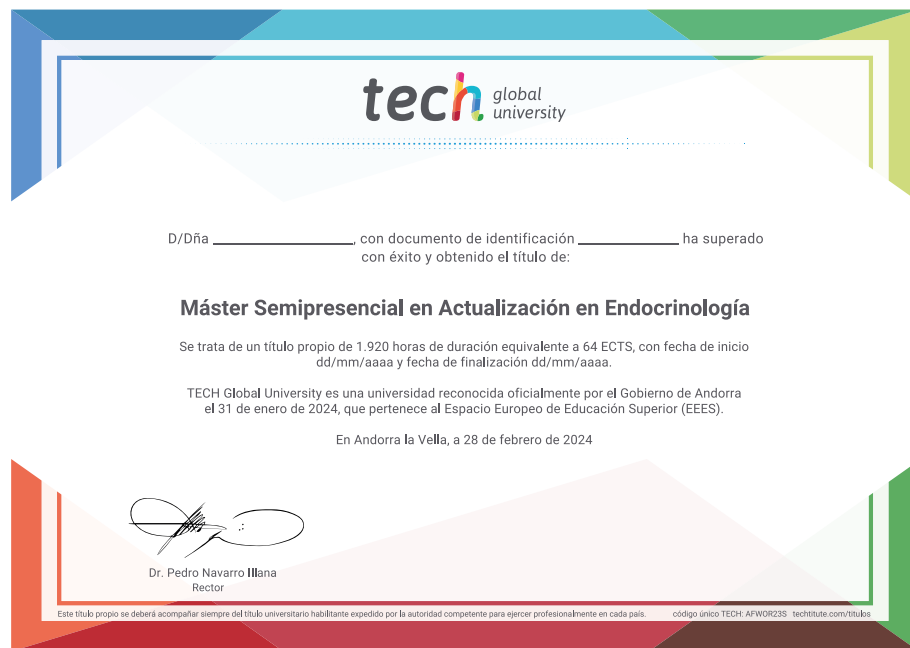 tech global university
D/Dña ____________________, con documento de identificación ______________ ha superado
con éxito y obtenido el título de:
Máster Semipresencial en Actualización en Endocrinología
Se trata de un título propio de 1.920 horas de duración equivalente a 64 ECTS, con fecha de inicio
dd/mm/aaaa y fecha de finalización dd/mm/aaaa.
TECH Global University es una universidad reconocida oficialmente por el Gobierno de Andorra
el 31 de enero de 2024, que pertenece al Espacio Europeo de Educación Superior (EEES).
En Andorra la Vella, a 28 de febrero de 2024
Dr. Pedro Navarro Illana
Rector
Este título propio se deberá acompañar siempre del título universitario habilitante expedido por la autoridad competente para ejercer profesionalmente en cada país. código único TECH: AFWOR23S techtitute.com/titulos